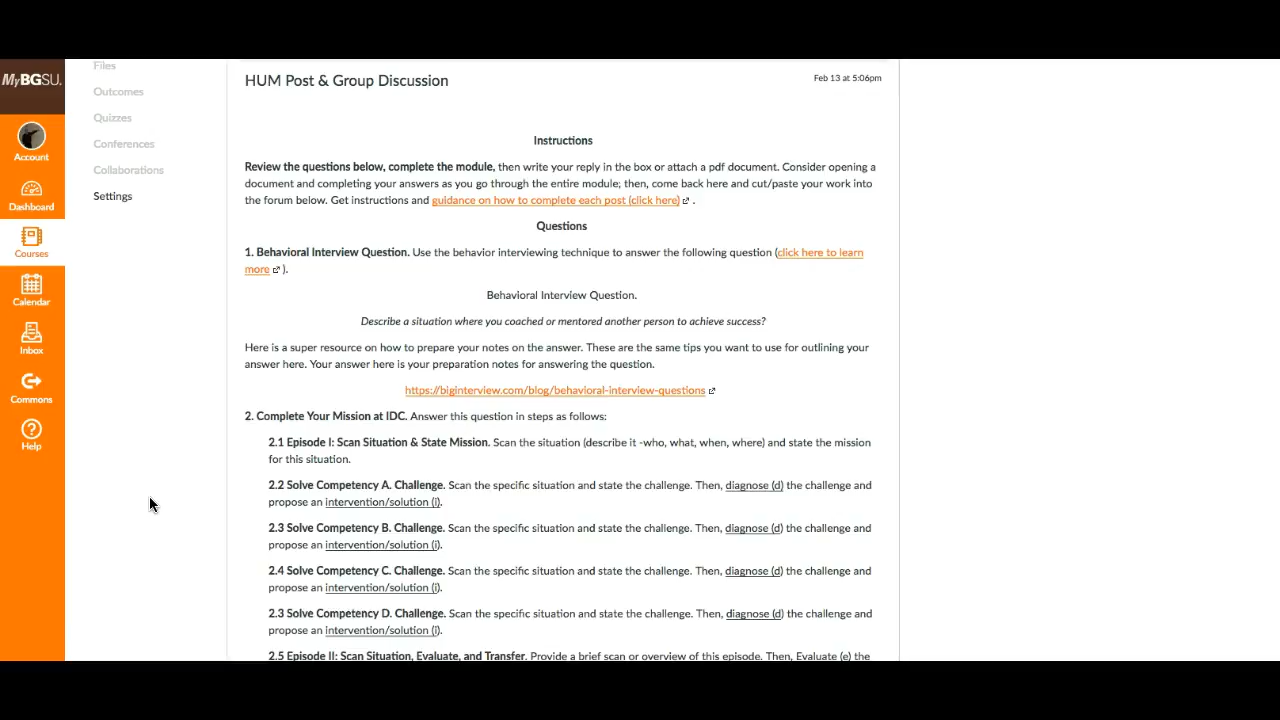 MyBGSU.
Account
Dashboard
Courses
Calendar
Inbox
Commons
Help
Files
Outcomes
Quizzes
Conferences
Collaborations
Settings
HUM Post & Group Discussion
Feb 13 at 5:06pm
Instructions
Review the questions below, complete the module, then write your reply in the box or attach a pdf document. Consider opening a
document and completing your answers as you go through the entire module; then, come back here and cut/paste your work into
the forum below. Get instructions and guidance on how to complete each post (click here) .
Questions
1. Behavioral Interview Question. Use the behavior interviewing technique to answer the following question (click here to learn
more ).
Behavioral Interview Question.
Describe a situation where you coached or mentored another person to achieve success?
Here is a super resource on how to prepare your notes on the answer. These are the same tips you want to use for outlining your
answer here. Your answer here is your preparation notes for answering the question.
https://biginterview.com/blog/behavioral-interview-questions
2. Complete Your Mission at IDC. Answer this question in steps as follows:
2.1 Episode I: Scan Situation & State Mission. Scan the situation (describe it -who, what, when, where) and state the mission
for this situation.
2.2 Solve Competency A. Challenge. Scan the specific situation and state the challenge. Then, diagnose (d) the challenge and
propose an intervention/solution (i).
2.3 Solve Competency B. Challenge. Scan the specific situation and state the challenge. Then, diagnose (d) the challenge and
propose an intervention/solution (i).
2.4 Solve Competency C. Challenge. Scan the specific situation and state the challenge. Then, diagnose (d) the challenge and
propose an intervention/solution (i).
2.3 Solve Competency D. Challenge. Scan the specific situation and state the challenge. Then, diagnose (d) the challenge and
propose an intervention/solution (i).
2.5 Episode II: Scan Situation, Evaluate, and Transfer. Provide a brief scan or overview of this episode. Then, Evaluate (e) the